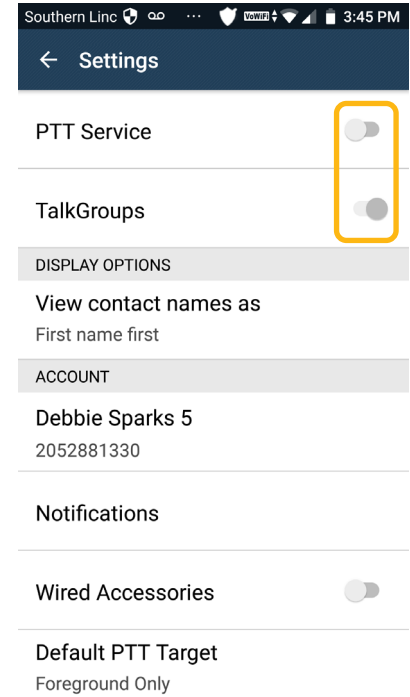 Southern Linc ... VoWiFi 3:45 PM
Settings
PTT Service
TalkGroups
DISPLAY OPTIONS
View contact names as
First name first
ACCOUNT
Debbie Sparks 5
2052881330
Notifications
Wired Accessories
Default PTT Target
Foreground Only